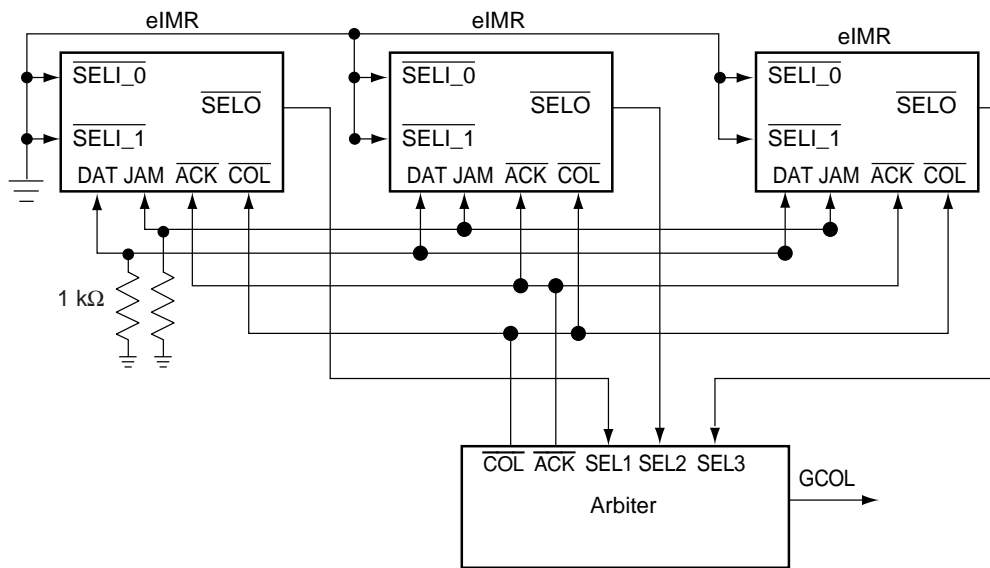 eIMR eIMR eIMR
SELI_0 SELI_0 SELI_0
SELO SELO SELO
SELI_1 SELI_1 SELI_1
DAT JAM ACK COL DAT JAM ACK COL DAT JAM ACK COL
1 kΩ
COL ACK SEL1 SEL2 SEL3
GCOL
Arbiter